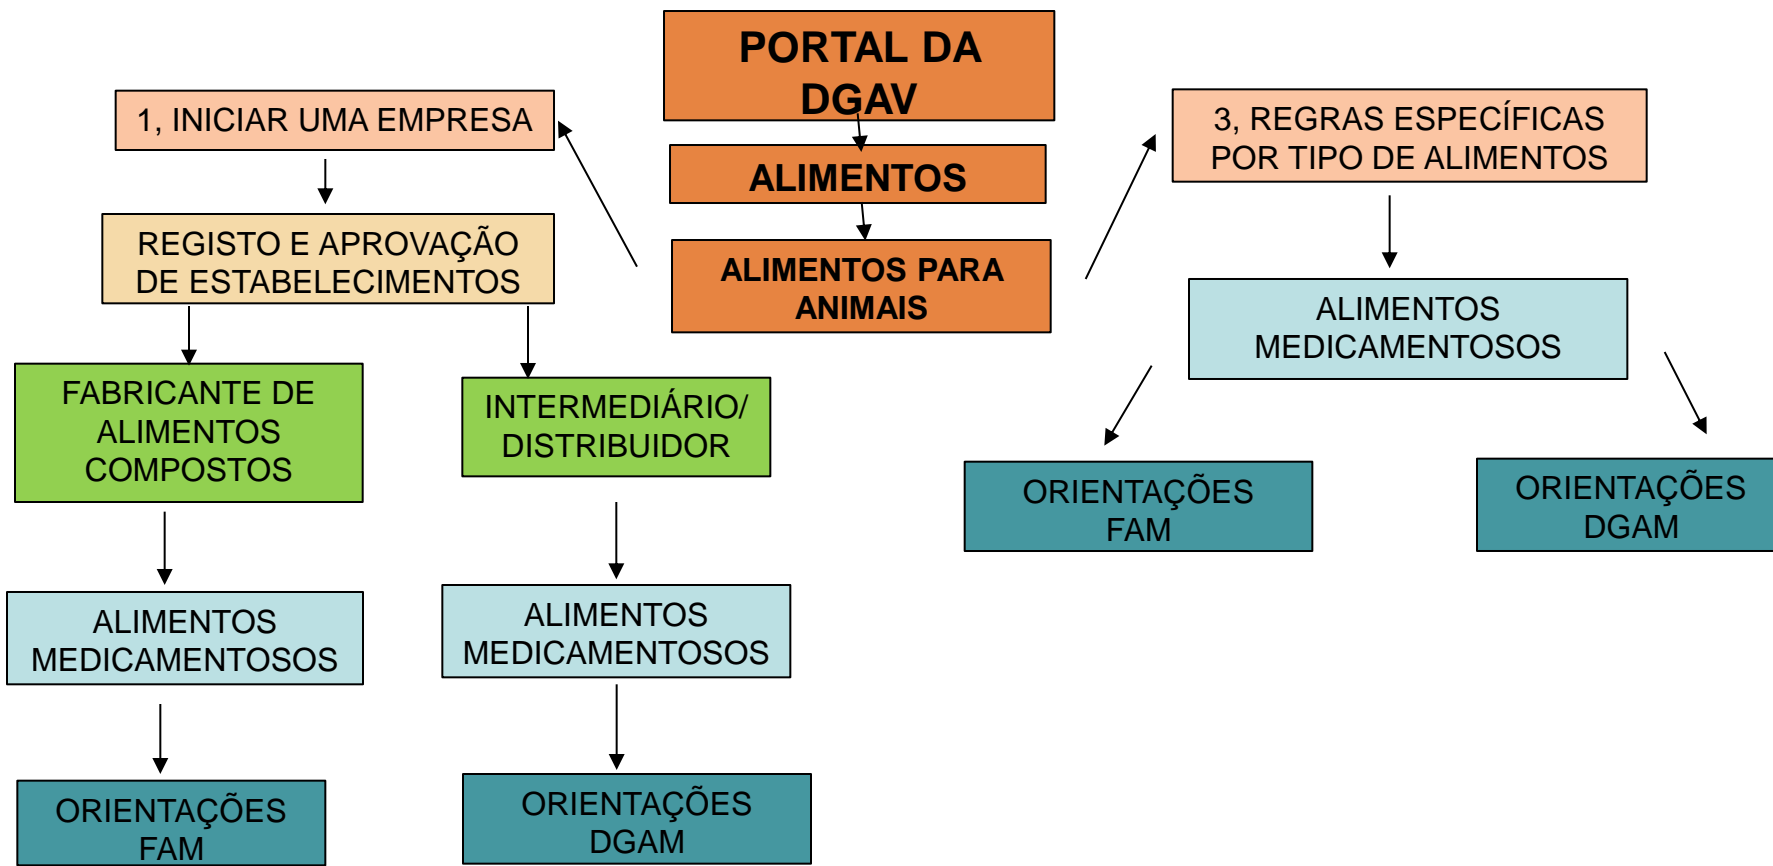 PORTAL DA
DGAV
ALIMENTOS
ALIMENTOS PARA
ANIMAIS
1, INICIAR UMA EMPRESA
REGISTO E APROVAÇÃO
DE ESTABELECIMENTOS
FABRICANTE DE
ALIMENTOS
COMPOSTOS
ALIMENTOS
MEDICAMENTOSOS
ORIENTAÇÕES
FAM
INTERMEDIÁRIO/
DISTRIBUIDOR
ALIMENTOS
MEDICAMENTOSOS
ORIENTAÇÕES
DGAM
3, REGRAS ESPECÍFICAS
POR TIPO DE ALIMENTOS
ALIMENTOS
MEDICAMENTOSOS
ORIENTAÇÕES
FAM
ORIENTAÇÕES
DGAM